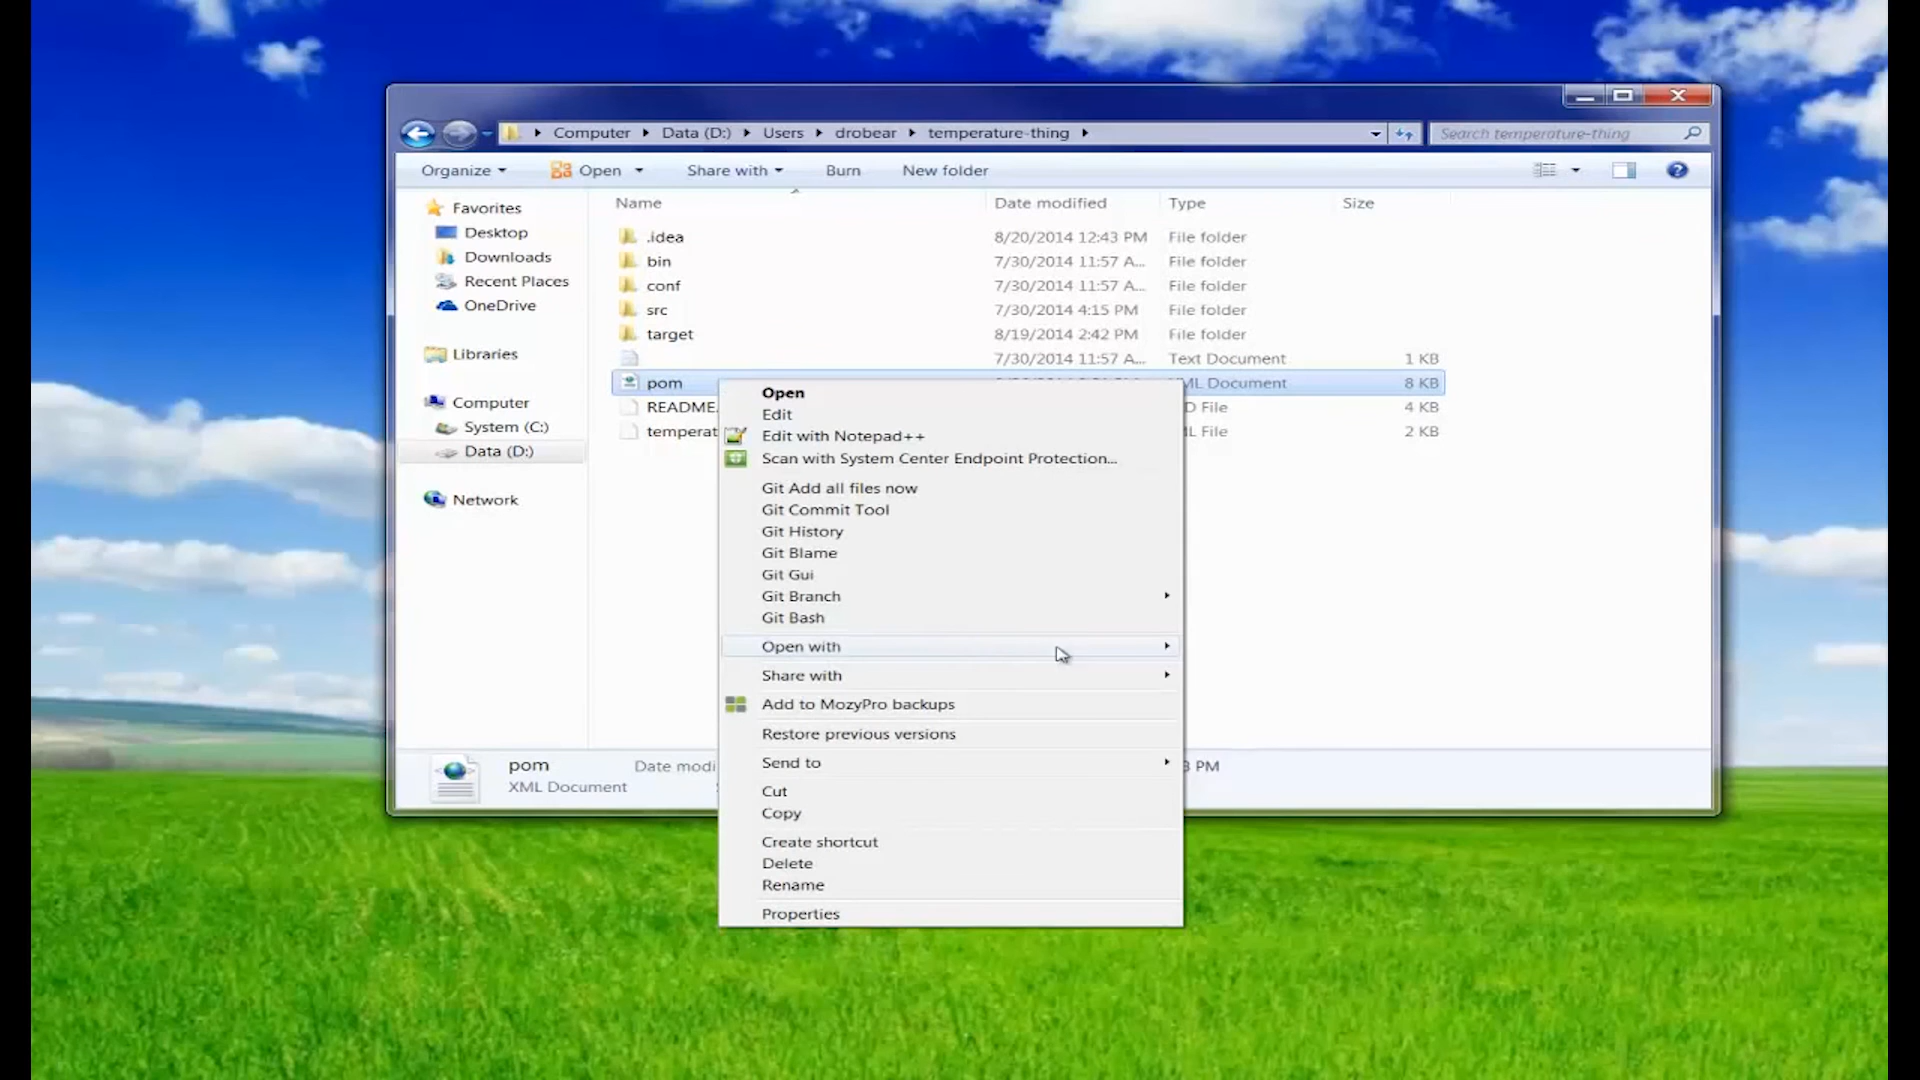 Computer Data (D:) Users drobear temperature-thing
Search temperature-thing
Organize Open Share with Burn New folder
Name Date modified Type Size
Favorites
Desktop
Downloads
Recent Places
OneDrive
Libraries
Computer
System (C:)
Data (D:)
Network
.idea 8/20/2014 12:43 PM File folder
bin 7/30/2014 11:57 A... File folder
conf 7/30/2014 11:57 A... File folder
src 7/30/2014 4:15 PM File folder
target 8/19/2014 2:42 PM File folder
7/30/2014 11:57 A... Text Document 1 KB
pom ML Document 8 KB
README. D File 4 KB
temperat ML File 2 KB
Open
Edit
Edit with Notepad++
Scan with System Center Endpoint Protection...
Git Add all files now
Git Commit Tool
Git History
Git Blame
Git Gui
Git Branch
Git Bash
Open with
Share with
Add to MozyPro backups
Restore previous versions
Send to
Cut
Copy
Create shortcut
Delete
Rename
Properties
pom Date modi 3 PM
XML Document